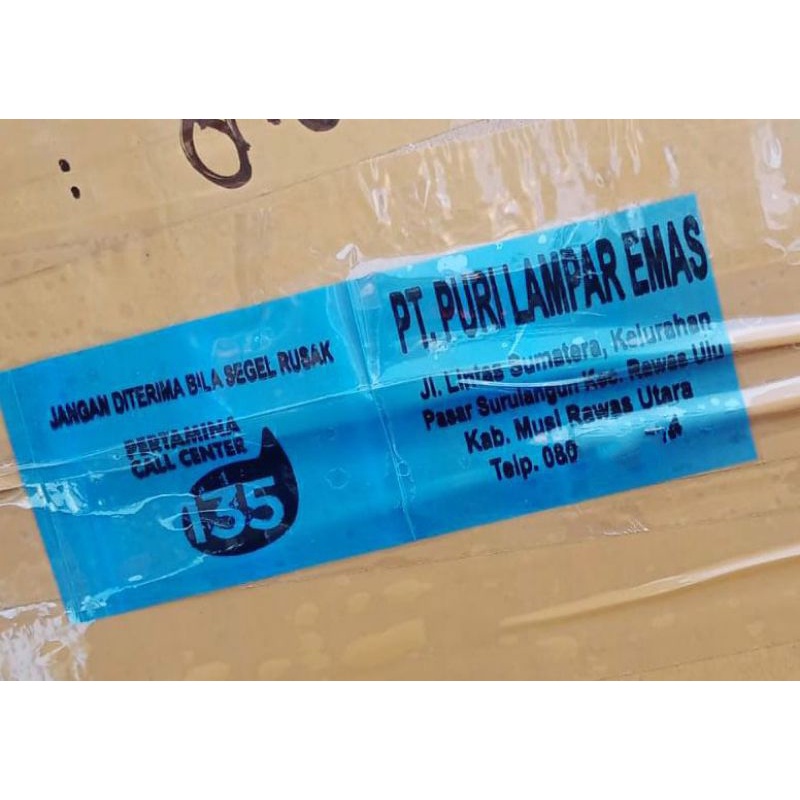 JANGAN DITERIMA BILA SEGEL RUSAK
PERTAMINA
CALL CENTER
135
PT. PURI LAMPAR EMAS
Jl. Lintas Sumatera, Kelurahan
Pasar Surulangun Kec. Rawas Ulu
Kab. Musi Rawas Utara
Telp. 080